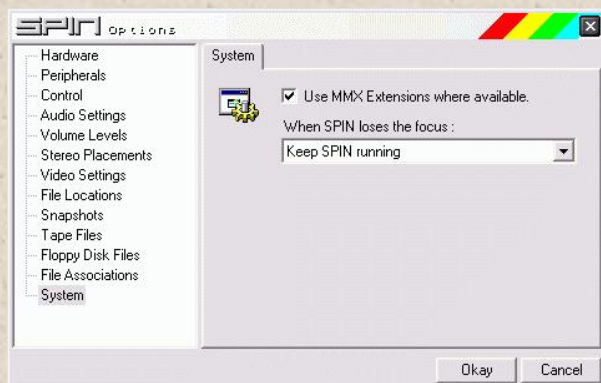 SPIN Options
Hardware
Peripherals
Control
Audio Settings
Volume Levels
Stereo Placements
Video Settings
File Locations
Snapshots
Tape Files
Floppy Disk Files
File Associations
System
System
Use MMX Extensions where available.
When SPIN loses the focus :
Keep SPIN running
Okay
Cancel